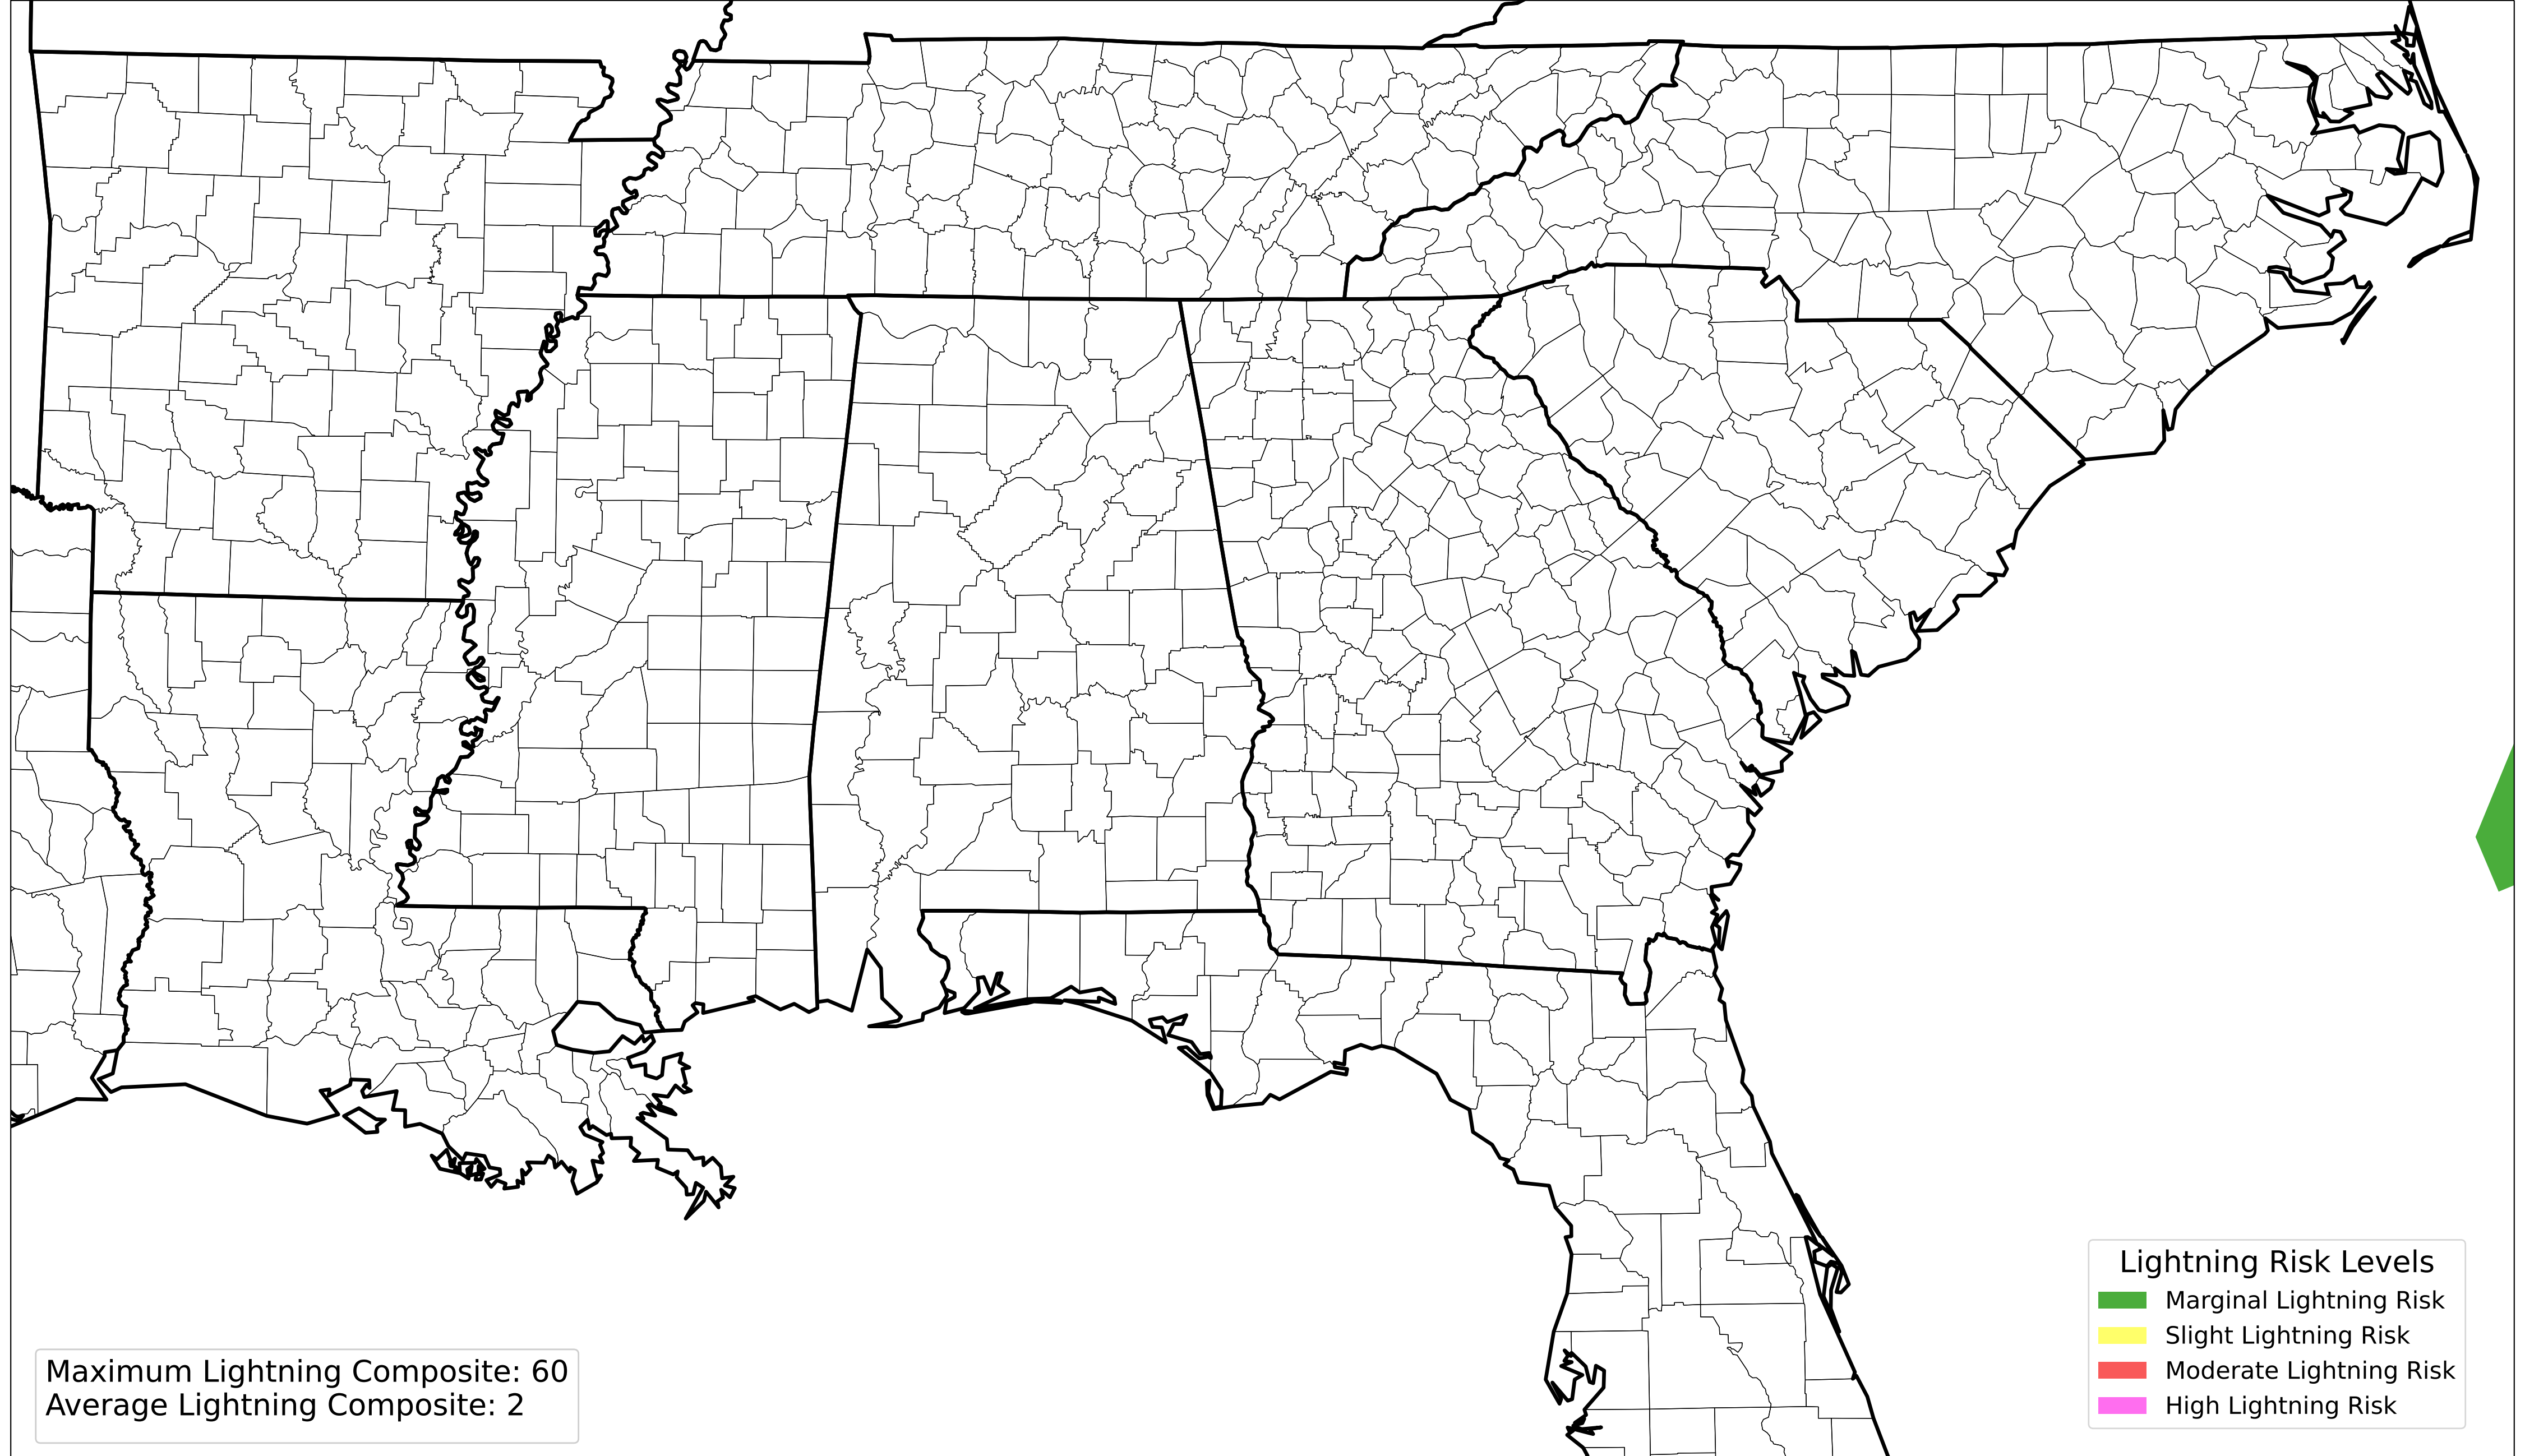 Lightning Risk Levels
Marginal Lightning Risk
Slight Lightning Risk
Moderate Lightning Risk
High Lightning Risk
Maximum Lightning Composite: 60
Average Lightning Composite: 2